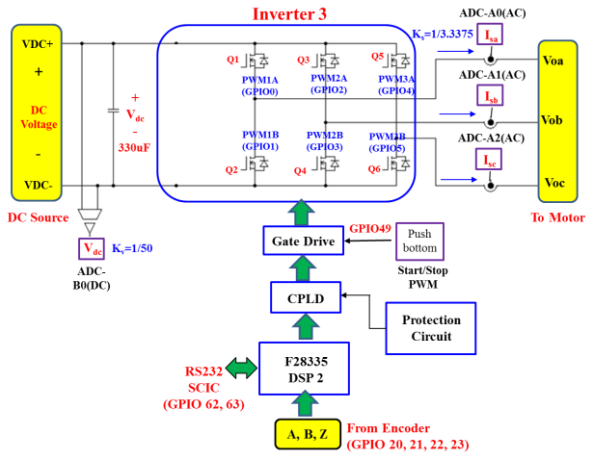 Inverter 3
ADC-A0(AC)
Ks=1/3.3375
Isa
VDC+
+
DC
Voltage
-
VDC-
DC Source
+
Vdc
-
330uF
Q1
PWM1A
(GPIO0)
Q3
PWM2A
(GPIO2)
Q5
PWM3A
(GPIO4)
PWM1B
(GPIO1)
Q2
PWM2B
(GPIO3)
Q4
PWM3B
(GPIO5)
Q6
ADC-A1(AC)
Isb
ADC-A2(AC)
Isc
Voa
Vob
Voc
To Motor
Vdc
Kv=1/50
ADC-
B0(DC)
Gate Drive
GPIO49
Push
bottom
Start/Stop
PWM
CPLD
Protection
Circuit
F28335
DSP 2
RS232
SCIC
(GPIO 62, 63)
A, B, Z
From Encoder
(GPIO 20, 21, 22, 23)